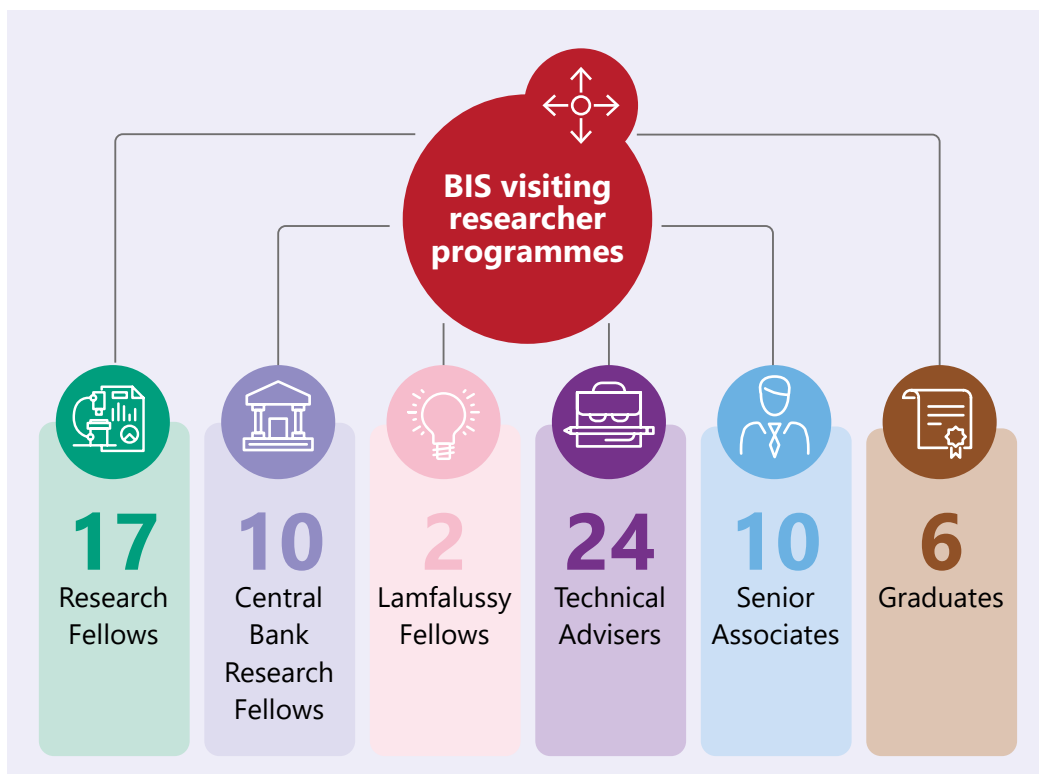 BIS visiting
researcher
programmes
17
Research
Fellows
10
Central
Bank
Research
Fellows
2
Lamfalussy
Fellows
24
Technical
Advisers
10
Senior
Associates
6
Graduates